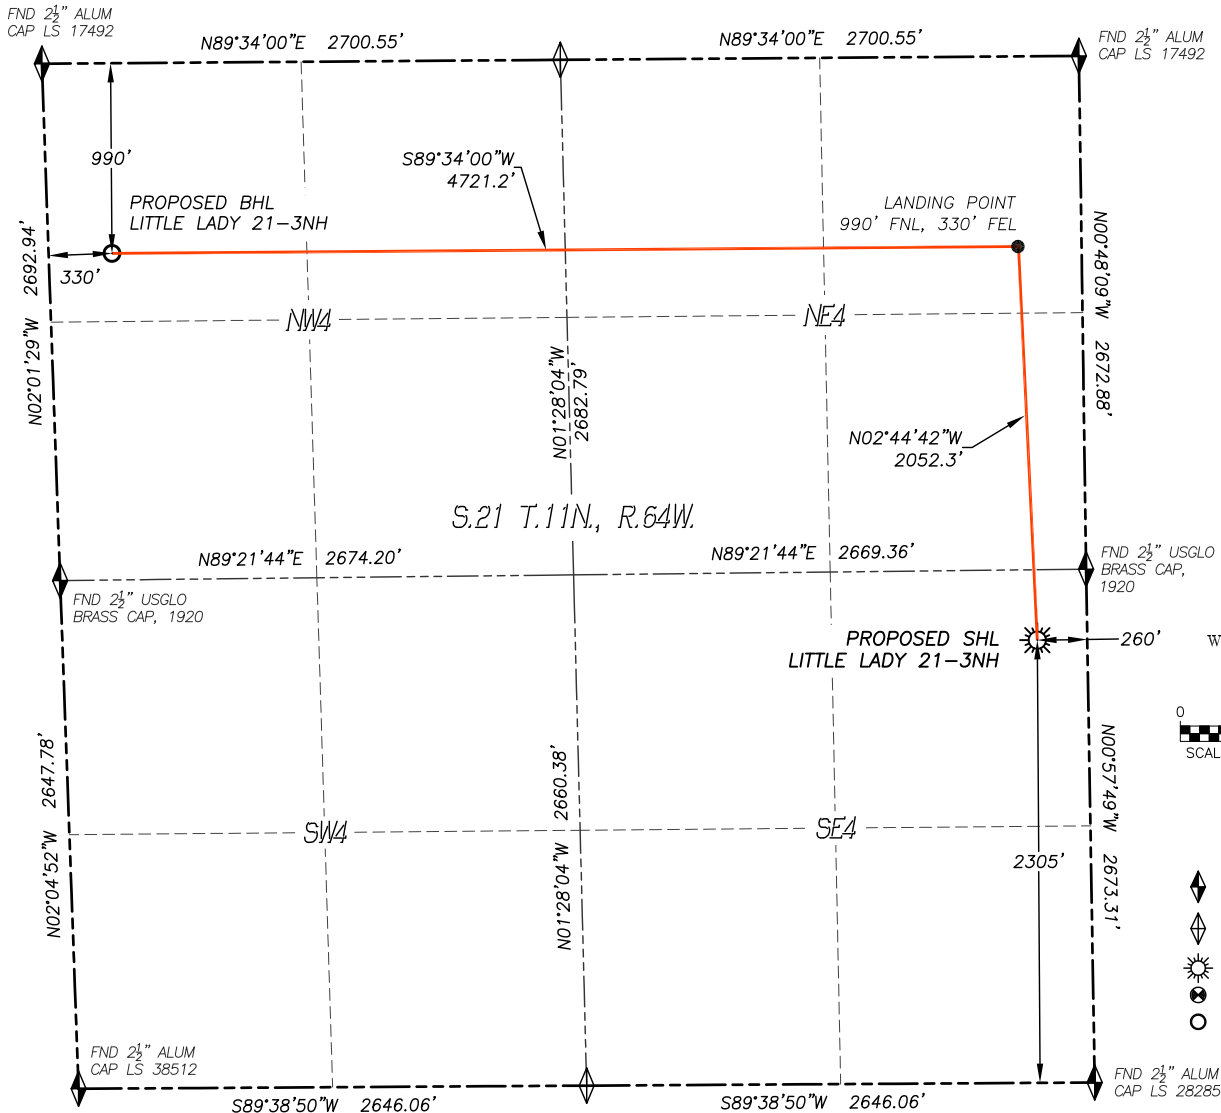 FND 2½" ALUM
CAP LS 17492
N89°34'00"E 2700.55'
N89°34'00"E 2700.55'
FND 2½" ALUM
CAP LS 17492
990'
S89°34'00"W
4721.2'
PROPOSED BHL
LITTLE LADY 21-3NH
LANDING POINT
990' FNL, 330' FEL
330'
N02°01'29"W 2692.94'
N00°48'09"W 2672.88'
NW4
NE4
N01°28'04"W
2682.79'
N02°44'42"W
2052.3'
S.21 T.11N., R.64W.
N89°21'44"E 2674.20'
N89°21'44"E 2669.36'
FND 2½" USGLO
BRASS CAP,
1920
FND 2½" USGLO
BRASS CAP, 1920
PROPOSED SHL
LITTLE LADY 21-3NH
260'
W
0
SCAL
N02°04'52"W 2647.78'
N01°28'04"W 2660.38'
N00°57'49"W 2673.31'
SW4
SE4
2305'
FND 2½" ALUM
CAP LS 38512
FND 2½" ALUM
CAP LS 28285
S89°38'50"W 2646.06'
S89°38'50"W 2646.06'